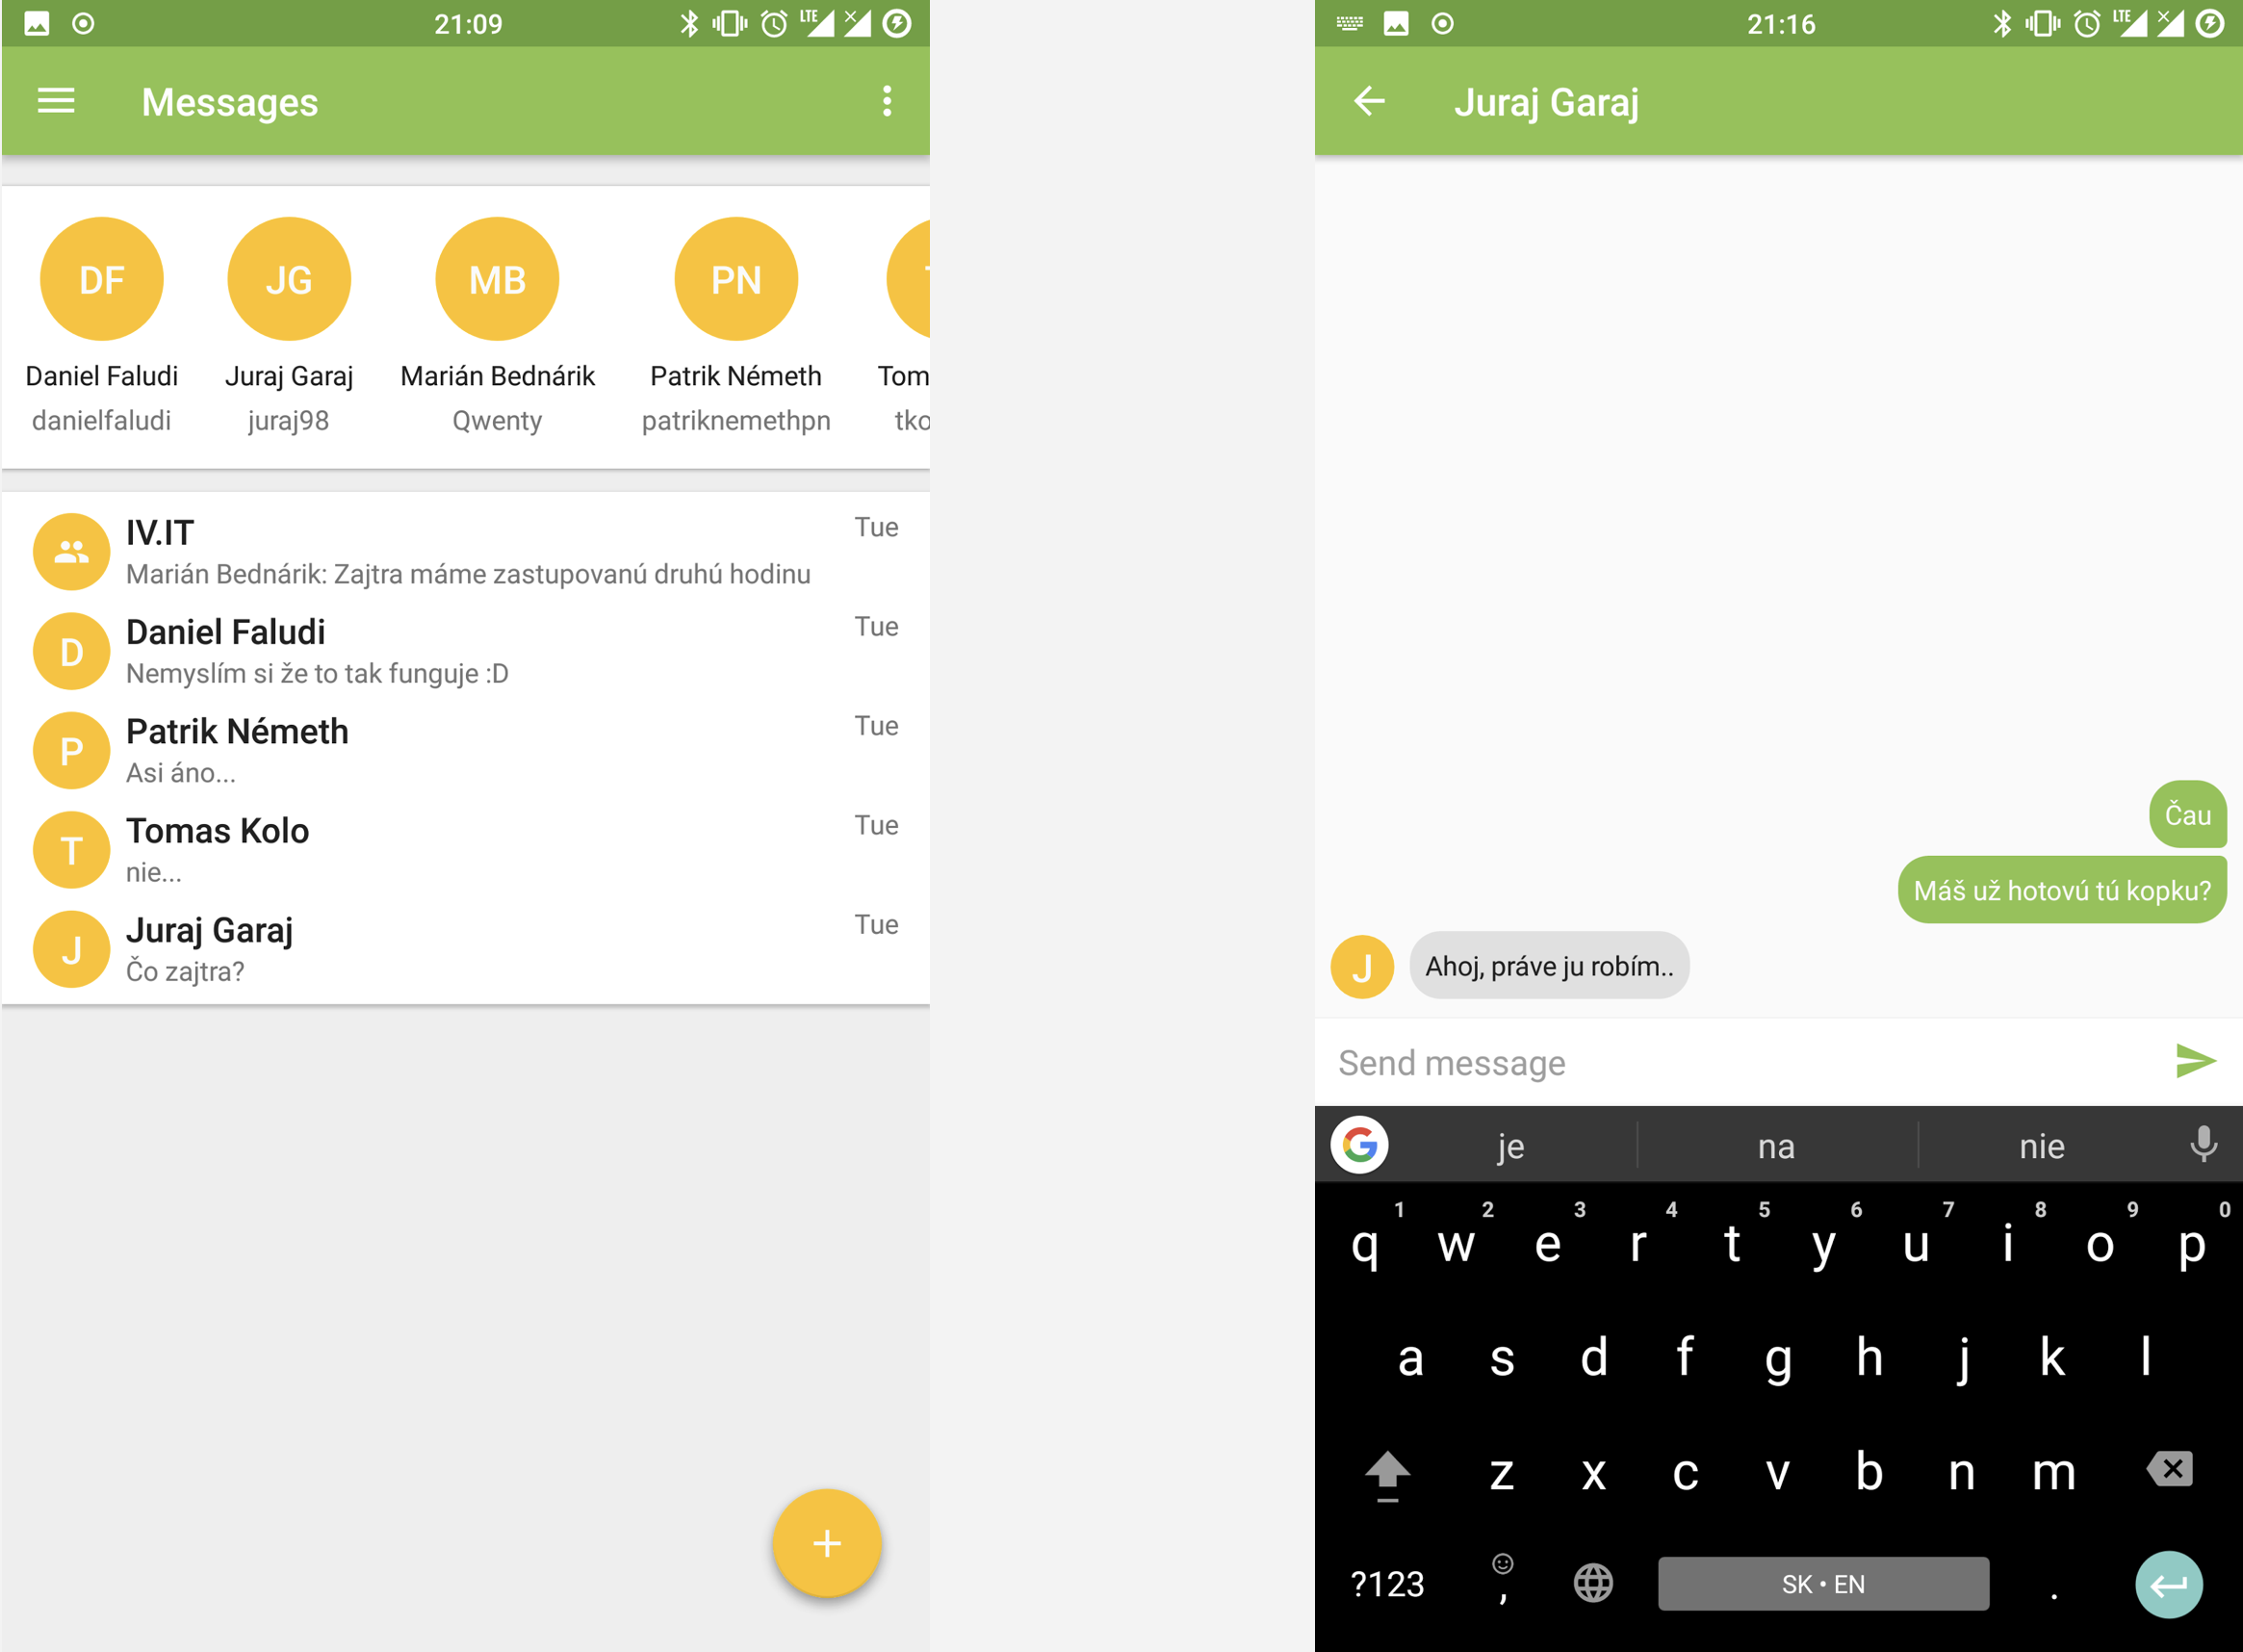 21:09
LTE
Messages
DF
JG
MB
PN
Daniel Faludi
Juraj Garaj
Marián Bednárik
Patrik Németh
Tom
danielfaludi
juraj98
Qwenty
patriknemethpn
tko
IV.IT
Tue
Marián Bednárik: Zajtra máme zastupovanú druhú hodinu
D
Daniel Faludi
Tue
Nemyslím si že to tak funguje :D
P
Patrik Németh
Tue
Asi áno...
T
Tomas Kolo
Tue
nie...
J
Juraj Garaj
Tue
Čo zajtra?
+
21:16
LTE
Juraj Garaj
Čau
Máš už hotovú tú kopku?
J
Ahoj, práve ju robím..
Send message
G
je
na
nie
1 2 3 4 5 6 7 8 9 0
q w e r t y u i o p
a s d f g h j k l
z x c v b n m
?123
,
SK • EN
.